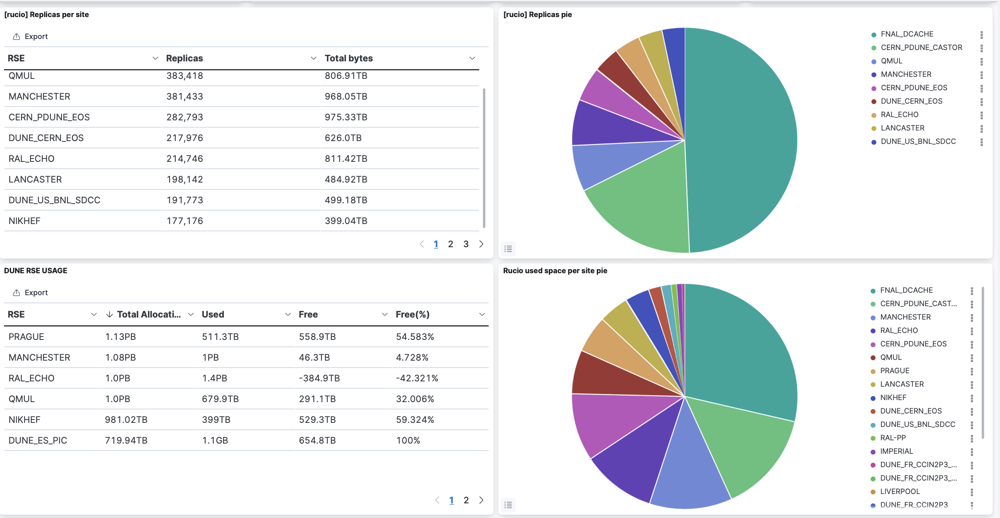 [rucio] Replicas per site
Export
RSE Replicas Total bytes
QMUL 383,418 806.91TB
MANCHESTER 381,433 968.05TB
CERN_PDUNE_EOS 282,793 975.33TB
DUNE_CERN_EOS 217,976 626.0TB
RAL_ECHO 214,746 811.42TB
LANCASTER 198,142 484.92TB
DUNE_US_BNL_SDCC 191,773 499.18TB
NIKHEF 177,176 399.04TB
1 2 3
[rucio] Replicas pie
FNAL_DCACHE
CERN_PDUNE_CASTOR
QMUL
MANCHESTER
CERN_PDUNE_EOS
DUNE_CERN_EOS
RAL_ECHO
LANCASTER
DUNE_US_BNL_SDCC
DUNE RSE USAGE
Export
RSE Total Allocati... Used Free Free(%)
PRAGUE 1.13PB 511.3TB 558.9TB 54.583%
MANCHESTER 1.08PB 1PB 46.3TB 4.728%
RAL_ECHO 1.0PB 1.4PB -384.9TB -42.321%
QMUL 1.0PB 679.9TB 291.1TB 32.006%
NIKHEF 981.02TB 399TB 529.3TB 59.324%
DUNE_ES_PIC 719.94TB 1.1GB 654.8TB 100%
1 2
Rucio used space per site pie
FNAL_DCACHE
CERN_PDUNE_CAST...
MANCHESTER
RAL_ECHO
CERN_PDUNE_EOS
QMUL
PRAGUE
LANCASTER
NIKHEF
DUNE_CERN_EOS
DUNE_US_BNL_SDCC
RAL-PP
IMPERIAL
DUNE_FR_CCIN2P3_...
DUNE_FR_CCIN2P3_...
LIVERPOOL
DUNE_FR_CCIN2P3